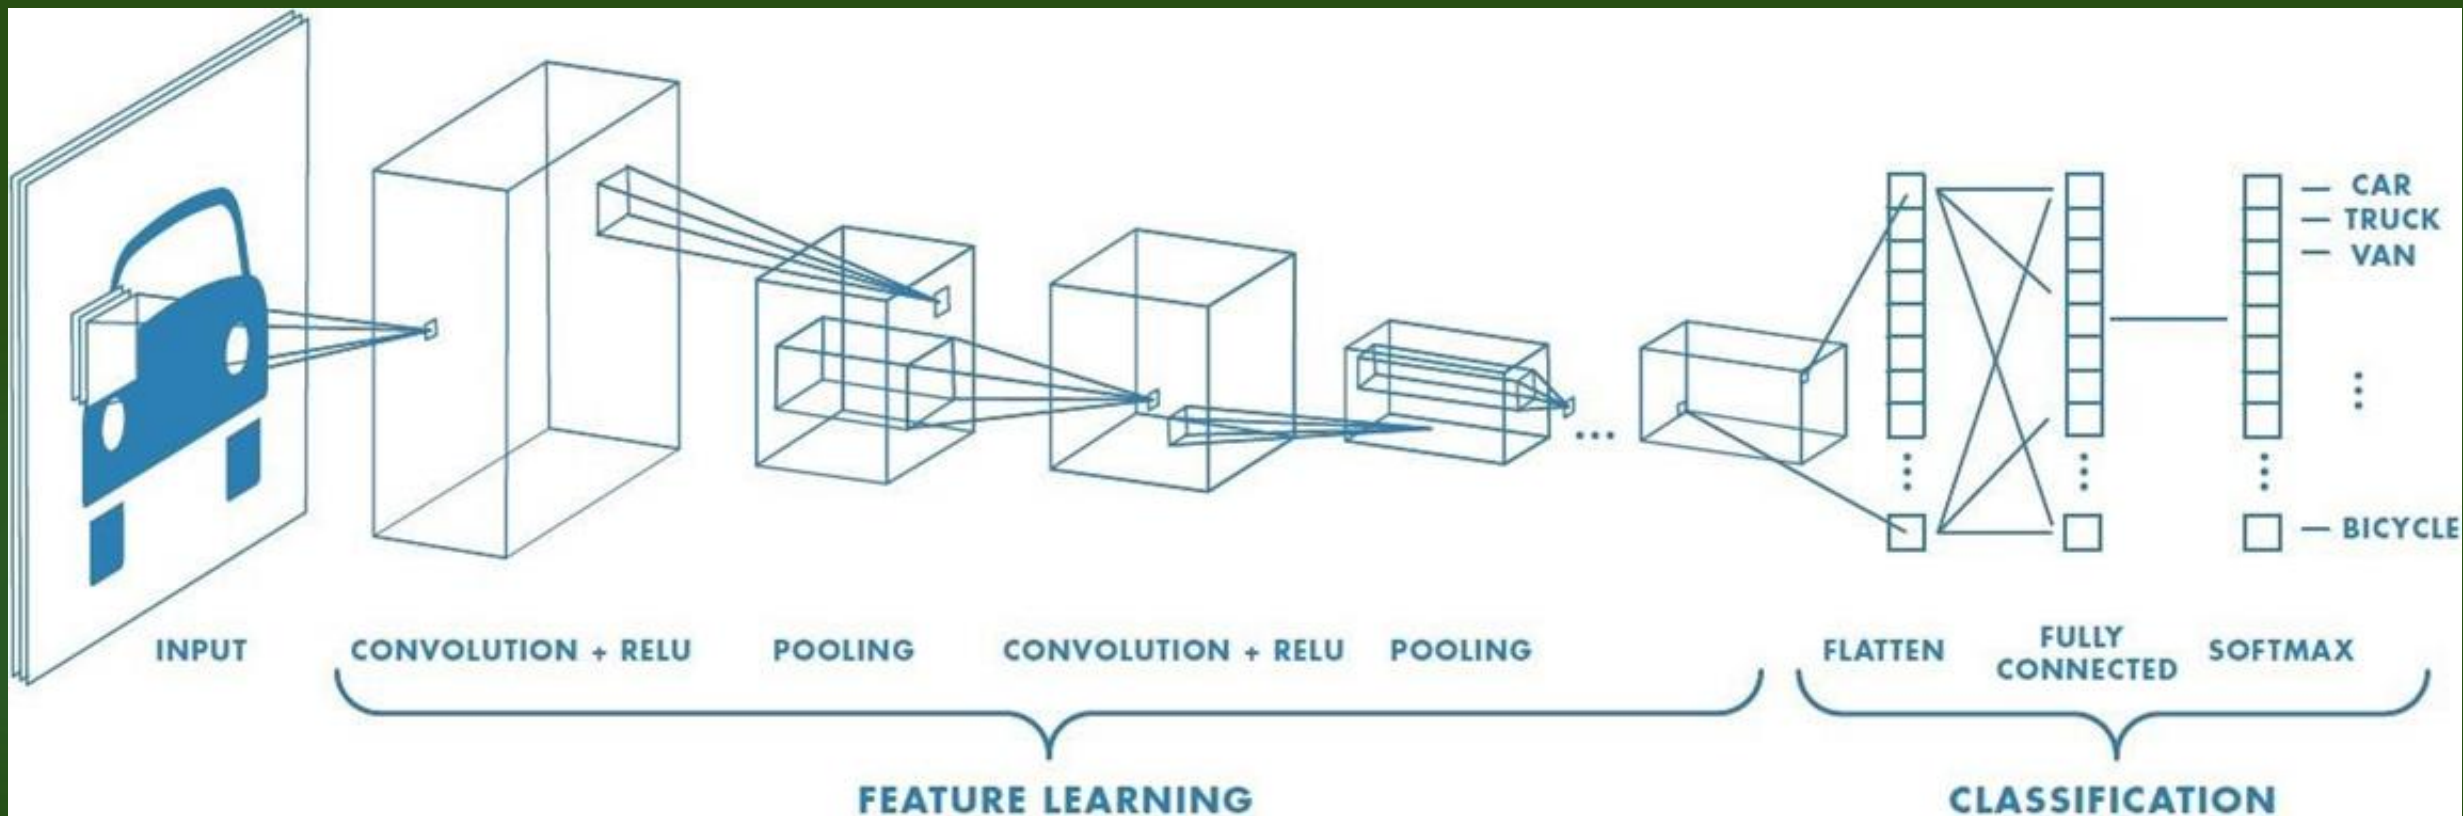 CAR
TRUCK
VAN
BICYCLE
INPUT
CONVOLUTION + RELU
POOLING
CONVOLUTION + RELU
POOLING
FLATTEN
FULLY
CONNECTED
SOFTMAX
FEATURE LEARNING
CLASSIFICATION